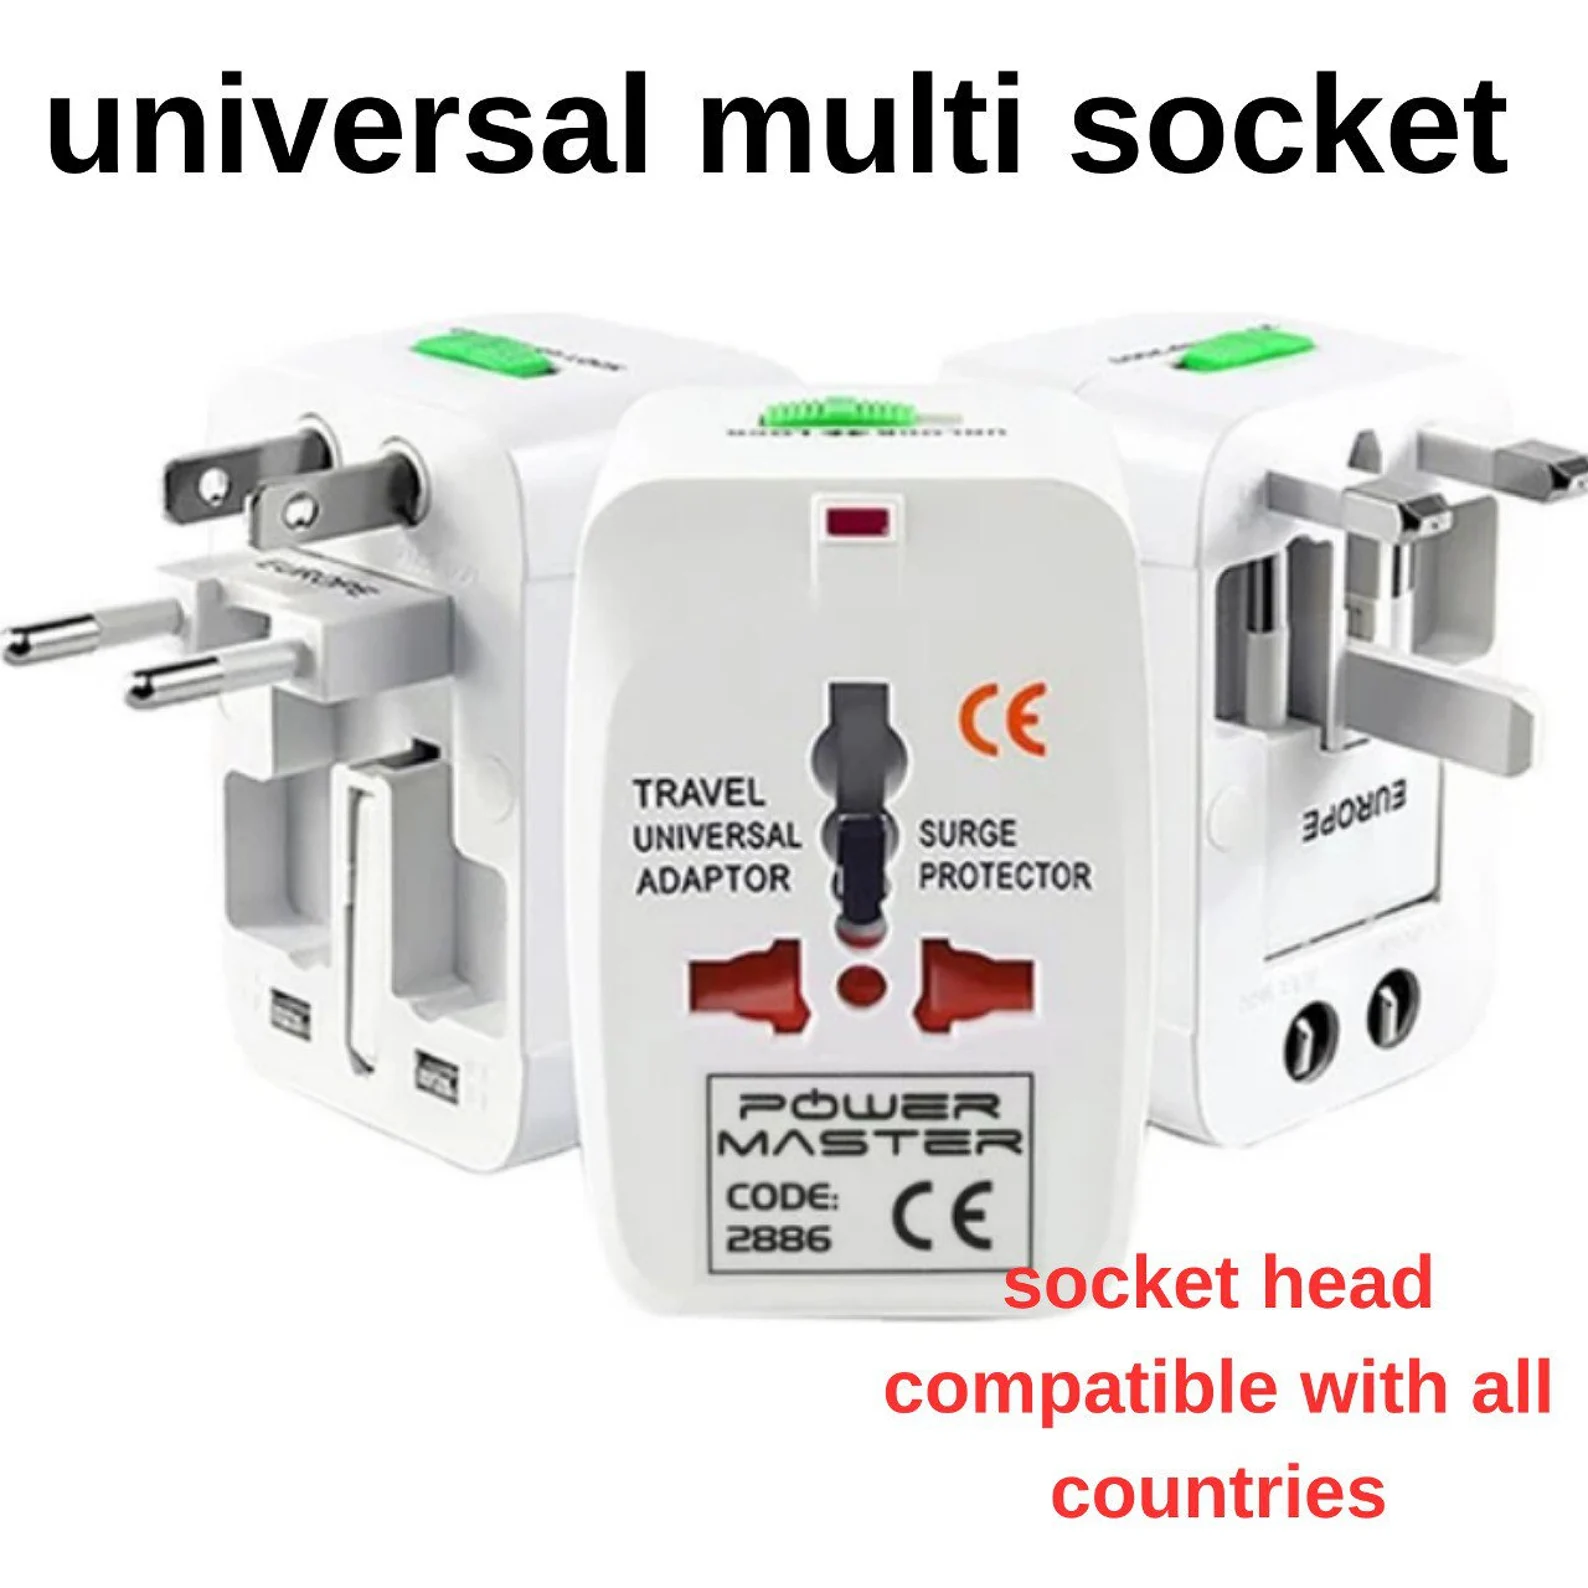 universal multi socket
EUROPE
CE
TRAVEL
UNIVERSAL
ADAPTOR
SURGE
PROTECTOR
EUROPE
POWER
MASTER
CODE:
2886
CE
socket head
compatible with all
countries